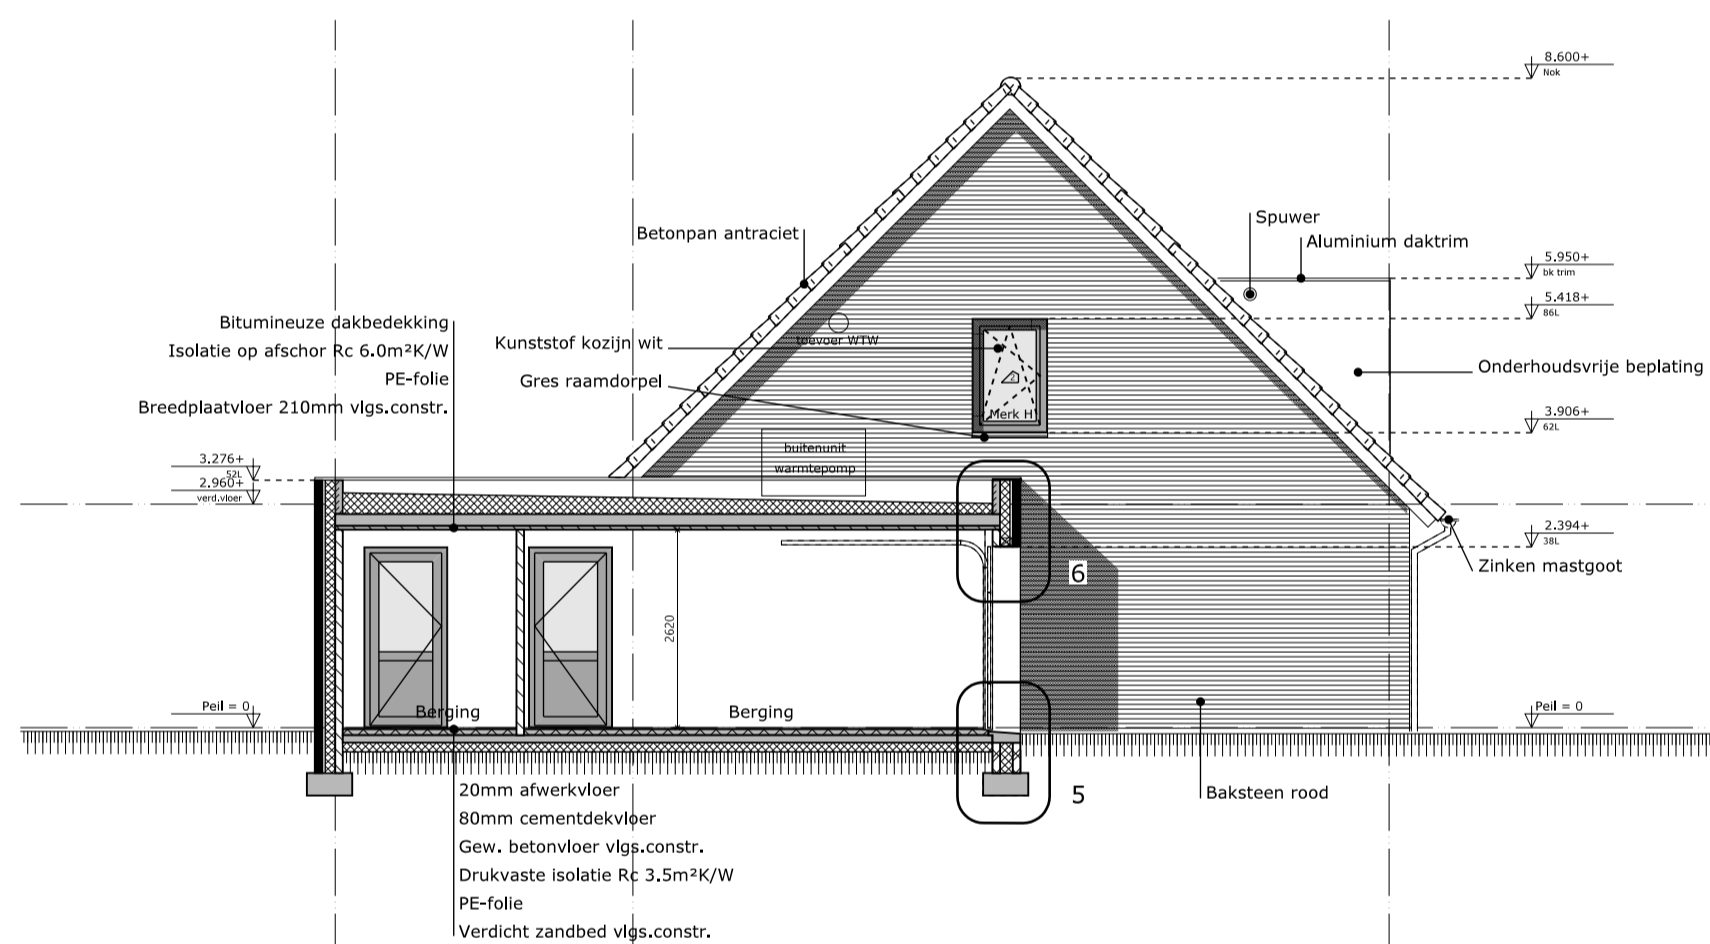 8.600+
Nok
Spuwer
Betonpan antraciet
Aluminium daktrim
5.950+
bk trim
5.418+
86L
Bitumineuze dakbedekking
Isolatie op afschor Rc 6.0m²K/W
PE-folie
Breedplaatvloer 210mm vlgs.constr.
toevoer WTW
Kunststof kozijn wit
Gres raamdorpel
2
Merk H
Onderhoudsvrije beplating
3.906+
62L
buitenunit
warmtepomp
3.276+
52L
2.960+
verd.vloer
2.394+
38L
Zinken mastgoot
6
2620
Peil = 0
Berging
Berging
Peil = 0
20mm afwerkvloer
80mm cementdekvloer
Gew. betonvloer vlgs.constr.
Drukvaste isolatie Rc 3.5m²K/W
PE-folie
Verdicht zandbed vlgs.constr.
5
Baksteen rood